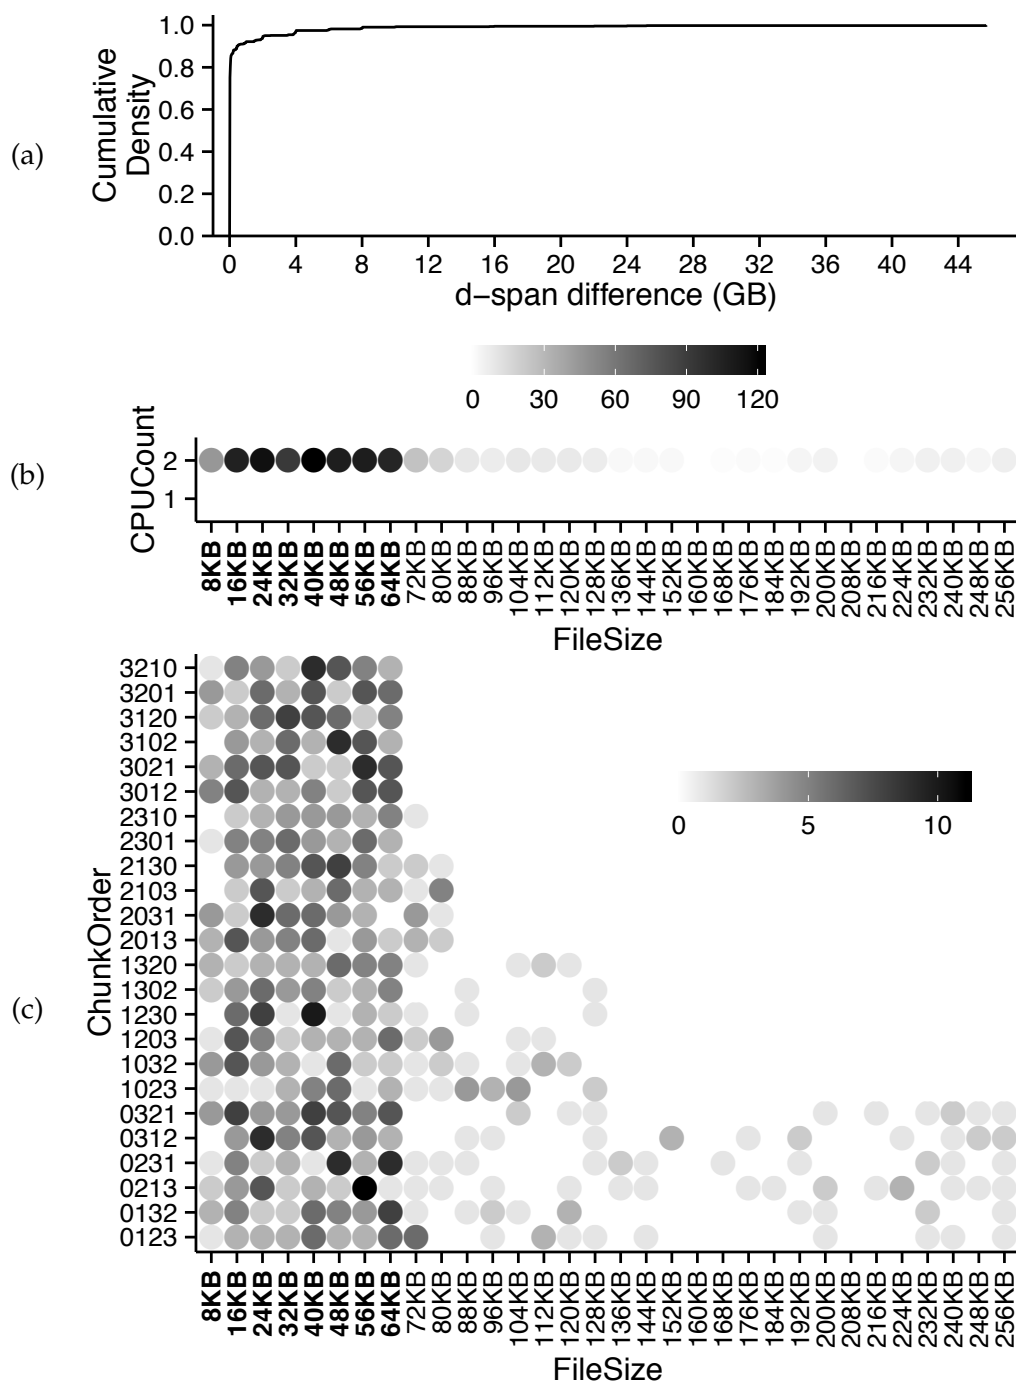 (a)
Cumulative
Density
1.0
0.8
0.6
0.4
0.2
0.0
0 4 8 12 16 20 24 28 32 36 40 44
d−span difference (GB)
0 30 60 90 120
(b)
CPUCount
2
1
8KB 16KB 24KB 32KB 40KB 48KB 56KB 64KB 72KB 80KB 88KB 96KB 104KB 112KB 120KB 128KB 136KB 144KB 152KB 160KB 168KB 176KB 184KB 192KB 200KB 208KB 216KB 224KB 232KB 240KB 248KB 256KB
FileSize
(c)
ChunkOrder
3210
3201
3120
3102
3021
3012
2310
2301
2130
2103
2031
2013
1320
1302
1230
1203
1032
1023
0321
0312
0231
0213
0132
0123
0 5 10
8KB 16KB 24KB 32KB 40KB 48KB 56KB 64KB 72KB 80KB 88KB 96KB 104KB 112KB 120KB 128KB 136KB 144KB 152KB 160KB 168KB 176KB 184KB 192KB 200KB 208KB 216KB 224KB 232KB 240KB 248KB 256KB
FileSize